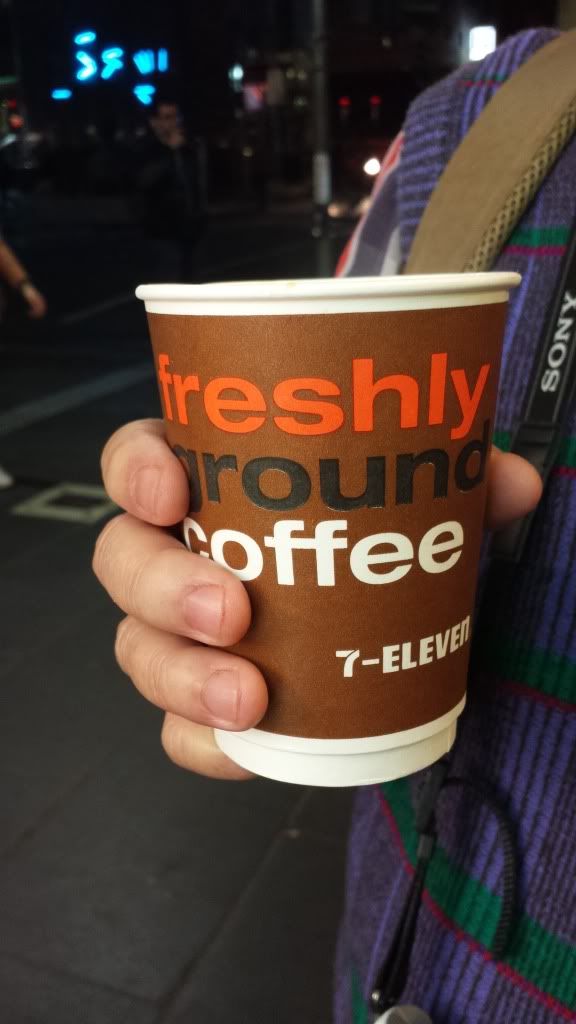 freshly
ground
coffee
7-ELEVEn
SONY